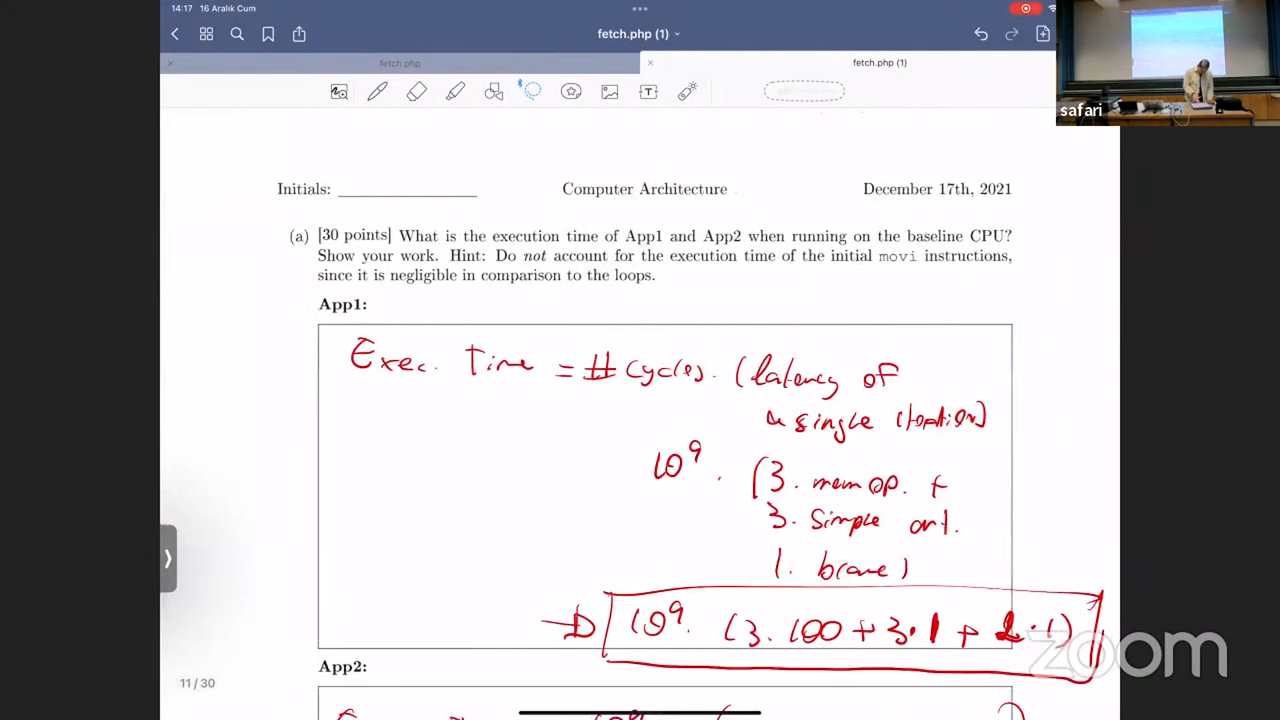 14:17 16 Aralık Cum
fetch.php (1)
fetch.php
fetch.php (1)
safari
Initials:
Computer Architecture
December 17th, 2021
(a) [30 points] What is the execution time of App1 and App2 when running on the baseline CPU?
Show your work. Hint: Do not account for the execution time of the initial movi instructions,
since it is negligible in comparison to the loops.
App1:
Exec. Time = # cycles. (latency of
a single
10⁹. (3. mem op. +
3. simple
1.
10⁹. (3. 100 + 3.1 + 2.1)
zoom
App2:
11 / 30